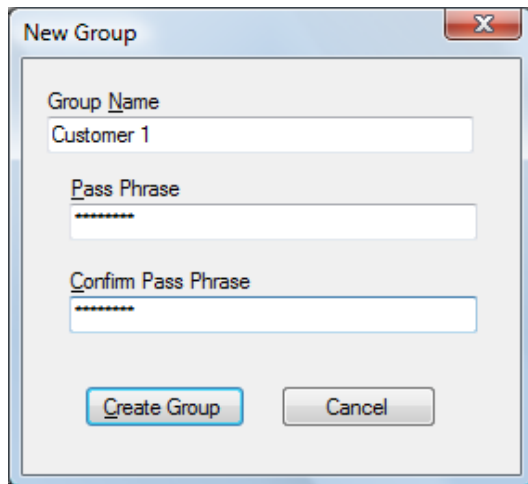 New Group
Group Name
Customer 1
Pass Phrase
********
Confirm Pass Phrase
********
Create Group
Cancel